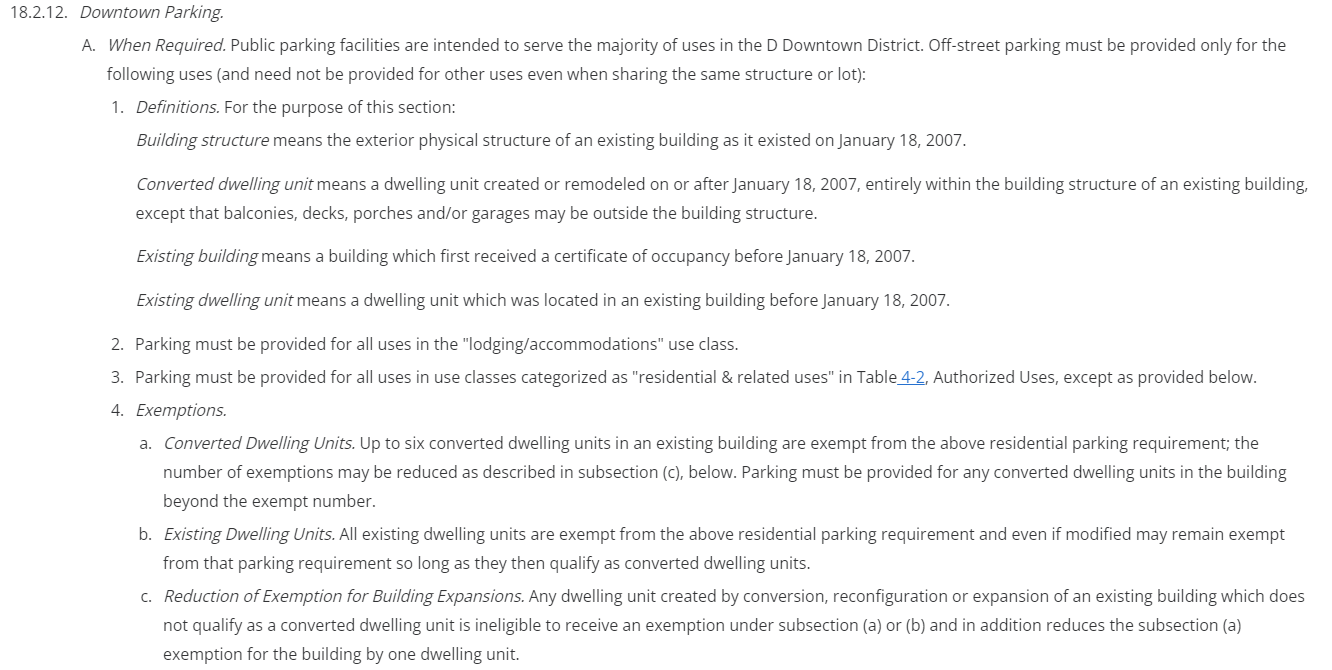 18.2.12. Downtown Parking.
A. When Required. Public parking facilities are intended to serve the majority of uses in the D Downtown District. Off-street parking must be provided only for the
following uses (and need not be provided for other uses even when sharing the same structure or lot):
1. Definitions. For the purpose of this section:
Building structure means the exterior physical structure of an existing building as it existed on January 18, 2007.
Converted dwelling unit means a dwelling unit created or remodeled on or after January 18, 2007, entirely within the building structure of an existing building,
except that balconies, decks, porches and/or garages may be outside the building structure.
Existing building means a building which first received a certificate of occupancy before January 18, 2007.
Existing dwelling unit means a dwelling unit which was located in an existing building before January 18, 2007.
2. Parking must be provided for all uses in the "lodging/accommodations" use class.
3. Parking must be provided for all uses in use classes categorized as "residential & related uses" in Table 4-2, Authorized Uses, except as provided below.
4. Exemptions.
a. Converted Dwelling Units. Up to six converted dwelling units in an existing building are exempt from the above residential parking requirement; the
number of exemptions may be reduced as described in subsection (c), below. Parking must be provided for any converted dwelling units in the building
beyond the exempt number.
b. Existing Dwelling Units. All existing dwelling units are exempt from the above residential parking requirement and even if modified may remain exempt
from that parking requirement so long as they then qualify as converted dwelling units.
c. Reduction of Exemption for Building Expansions. Any dwelling unit created by conversion, reconfiguration or expansion of an existing building which does
not qualify as a converted dwelling unit is ineligible to receive an exemption under subsection (a) or (b) and in addition reduces the subsection (a)
exemption for the building by one dwelling unit.